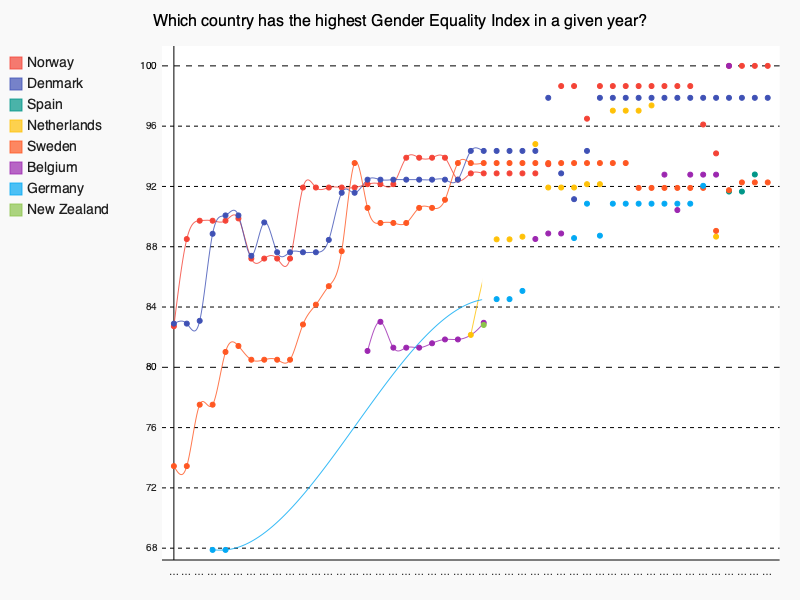 Which country has the highest Gender Equality Index in a given year?
Norway
Denmark
Spain
Netherlands
Sweden
Belgium
Germany
New Zealand
100
96
92
88
84
80
76
72
68
... ... ... ... ... ... ... ... ... ... ... ... ... ... ... ... ... ... ... ... ... ... ... ... ... ... ... ... ... ... ... ... ... ... ... ... ... ... ... ... ... ... ... ... ... ... ...